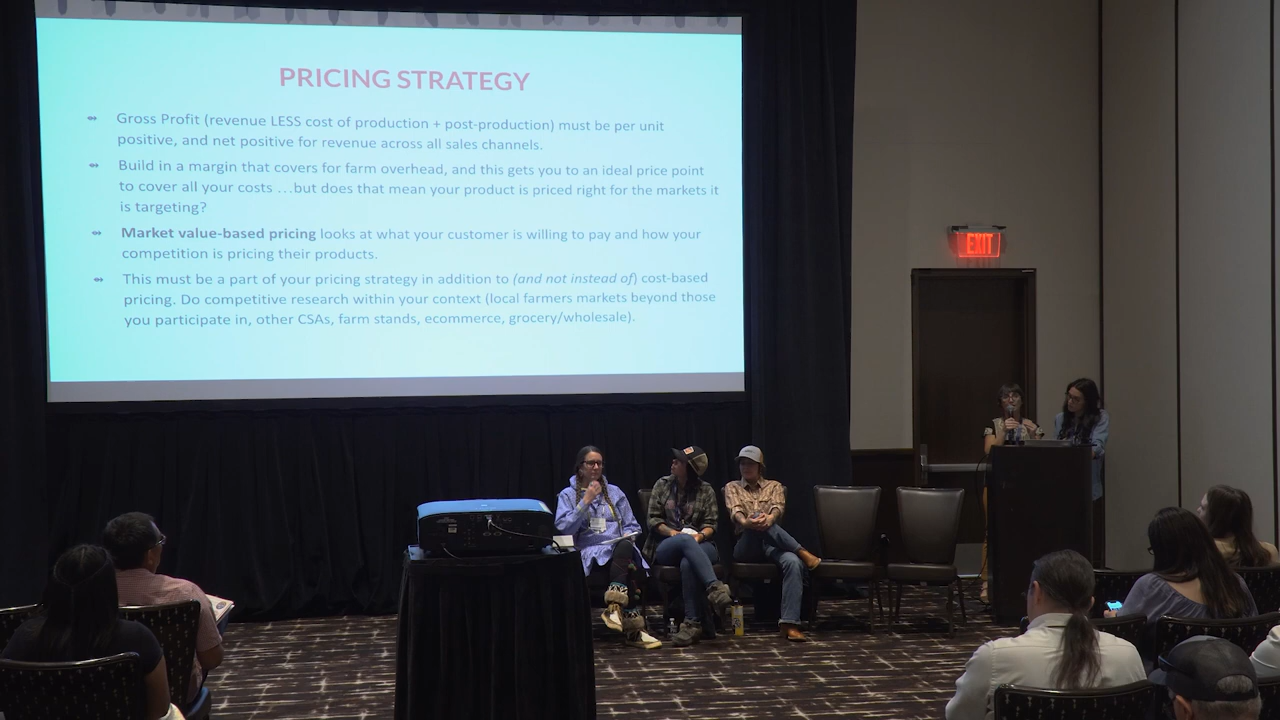 PRICING STRATEGY
Gross Profit (revenue LESS cost of production + post-production) must be per unit
positive, and net positive for revenue across all sales channels.
Build in a margin that covers for farm overhead, and this gets you to an ideal price point
to cover all your costs …but does that mean your product is priced right for the markets it
is targeting?
Market value-based pricing looks at what your customer is willing to pay and how your
competition is pricing their products.
This must be a part of your pricing strategy in addition to (and not instead of) cost-based
pricing. Do competitive research within your context (local farmers markets beyond those
you participate in, other CSAs, farm stands, ecommerce, grocery/wholesale).
EXIT